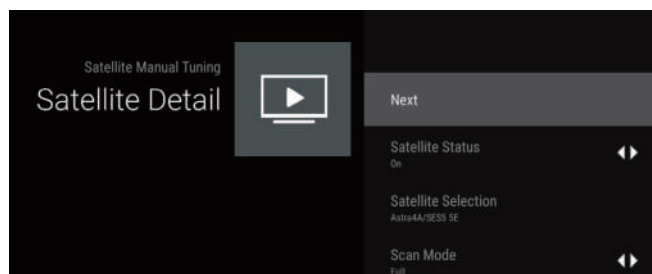 Satellite Manual Tuning
Satellite Detail
Next
Satellite Status
On
Satellite Selection
Astra4A/SES5 5E
Scan Mode
Full